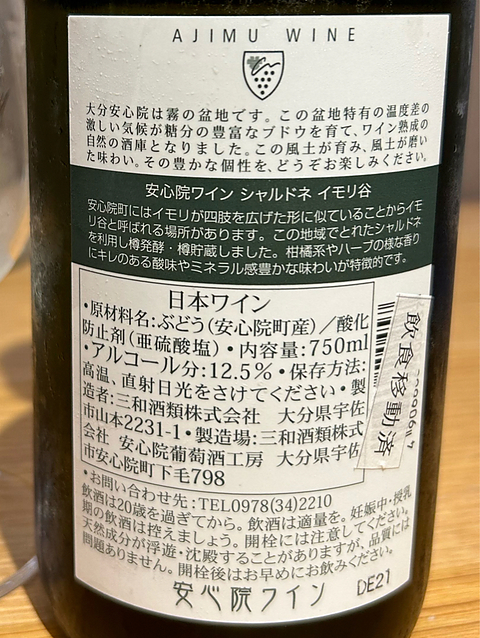 AJIMU WINE
大分安心院は霧の盆地です。この盆地特有の温度差の
激しい気候が糖分の豊富なブドウを育て、ワイン熟成の
自然の酒庫となりました。この風土が育み、風土が磨い
た味わい。その豊かな個性を、どうぞお楽しみください。
安心院ワイン シャルドネ イモリ谷
安心院町にはイモリが四肢を広げた形に似ていることからイモ
リ谷と呼ばれる場所があります。この地域でとれたシャルドネ
を利用し樽発酵・樽貯蔵しました。柑橘系やハーブの様な香り
にキレのある酸味やミネラル感豊かな味わいが特徴的です。
日本ワイン
•原材料名:ぶどう(安心院町産)/酸化
防止剤(亜硫酸塩)•内容量:750ml
•アルコール分:12.5%•保存方法:
高温、直射日光をさけてください•製
造者:三和酒類株式会社 大分県宇佐
市山本2231-1•製造場:三和酒類株式
会社 安心院葡萄酒工房 大分県宇佐
市安心院町下毛798
飲食移動済
•お問い合わせ先:TEL0978(34)2210
飲酒は20歳を過ぎてから。飲酒は適量を。妊娠中・授乳
期の飲酒は控えましょう。開栓には注意してください。
天然成分が浮遊・沈殿することがありますが、品質には
問題ありません。開栓後はお早めにお飲みください。
安心院ワイン DE21